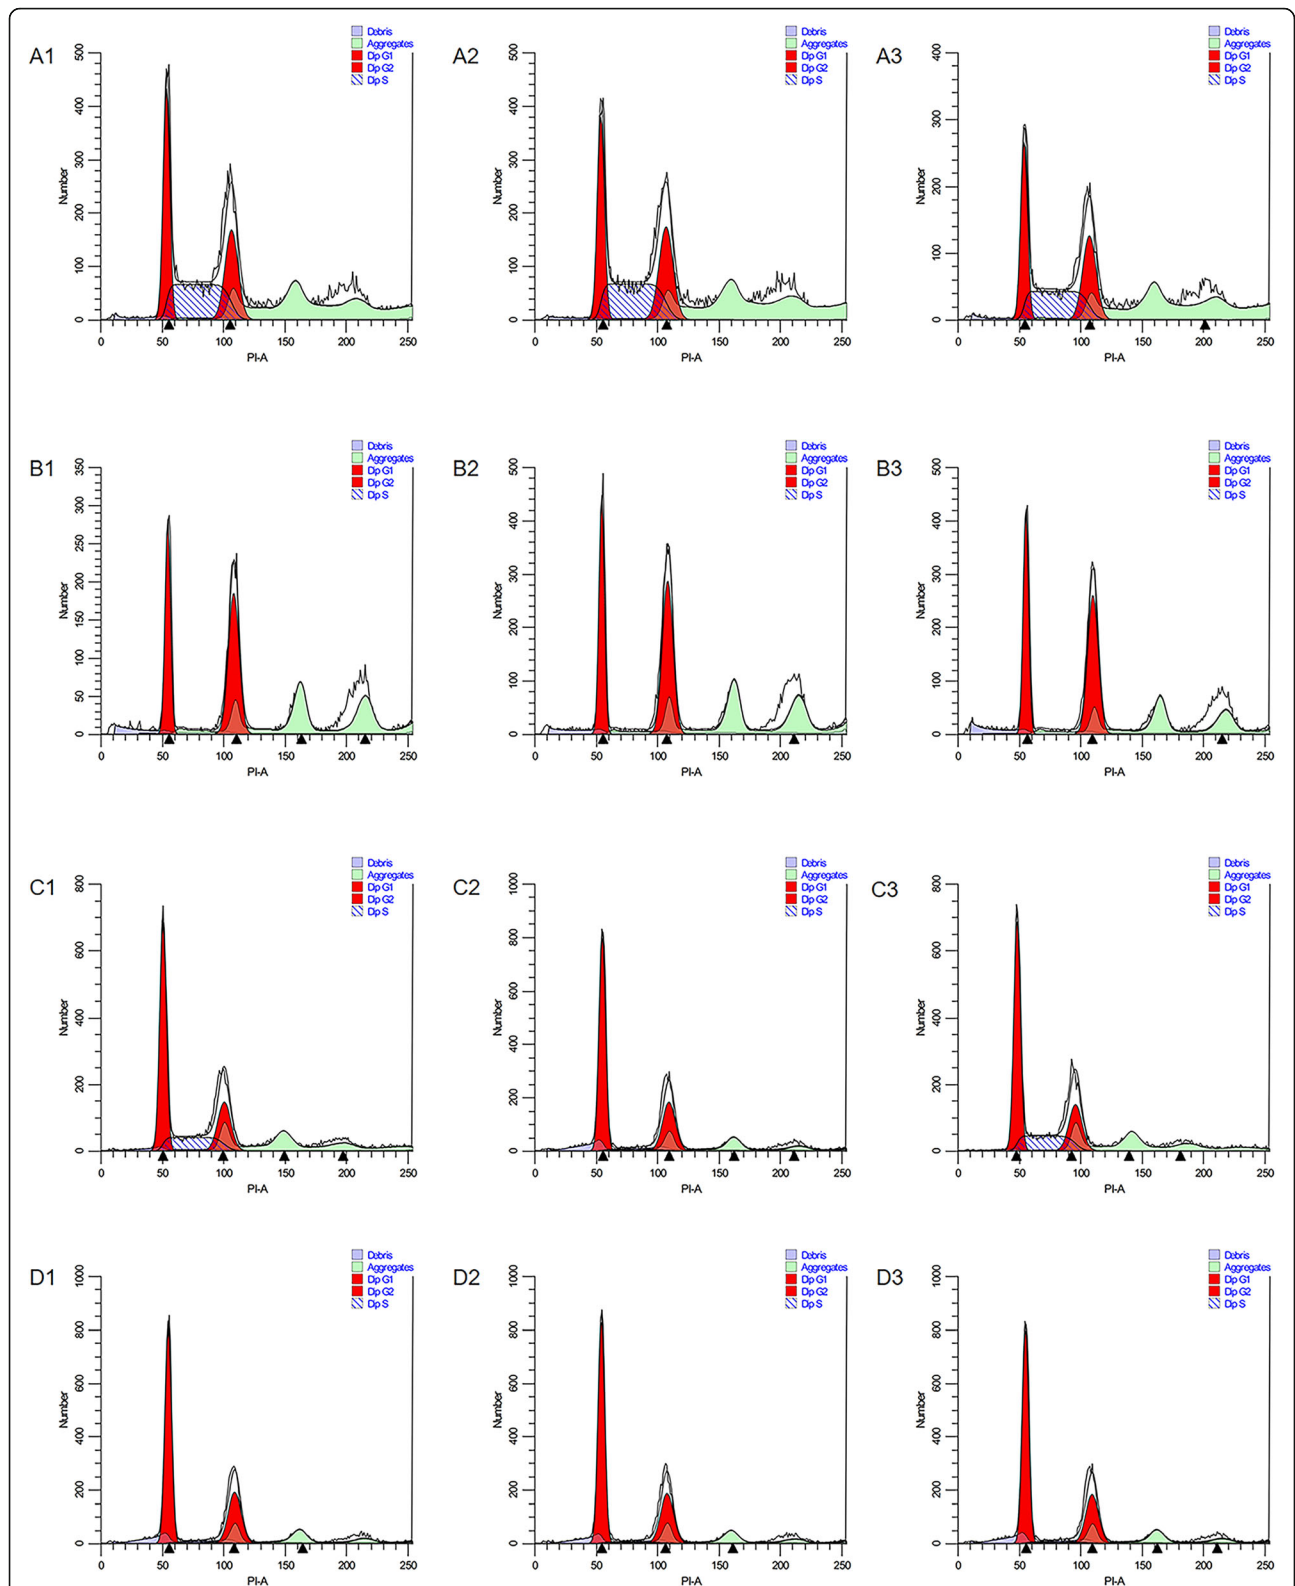 A1
Debris
Aggregates
Dp G1
Dp G2
Dp S
Number
0 100 200 300 400 500
0 50 100 150 200 250
PI-A
A2
Debris
Aggregates
Dp G1
Dp G2
Dp S
Number
0 100 200 300 400 500
0 50 100 150 200 250
PI-A
A3
Debris
Aggregates
Dp G1
Dp G2
Dp S
Number
0 100 200 300 400
0 50 100 150 200 250
PI-A
B1
Debris
Aggregates
Dp G1
Dp G2
Dp S
Number
0 50 100 150 200 250 300 350
0 50 100 150 200 250
PI-A
B2
Debris
Aggregates
Dp G1
Dp G2
Dp S
Number
0 100 200 300 400 500
0 50 100 150 200 250
PI-A
B3
Debris
Aggregates
Dp G1
Dp G2
Dp S
Number
0 100 200 300 400 500
0 50 100 150 200 250
PI-A
C1
Debris
Aggregates
Dp G1
Dp G2
Dp S
Number
0 200 400 600 800
0 50 100 150 200 250
PI-A
C2
Debris
Aggregates
Dp G1
Dp G2
Dp S
Number
0 200 400 600 800 1000
0 50 100 150 200 250
PI-A
C3
Debris
Aggregates
Dp G1
Dp G2
Dp S
Number
0 200 400 600 800
0 50 100 150 200 250
PI-A
D1
Debris
Aggregates
Dp G1
Dp G2
Dp S
Number
0 200 400 600 800 1000
0 50 100 150 200 250
PI-A
D2
Debris
Aggregates
Dp G1
Dp G2
Dp S
Number
0 200 400 600 800 1000
0 50 100 150 200 250
PI-A
D3
Debris
Aggregates
Dp G1
Dp G2
Dp S
Number
0 200 400 600 800 1000
0 50 100 150 200 250
PI-A